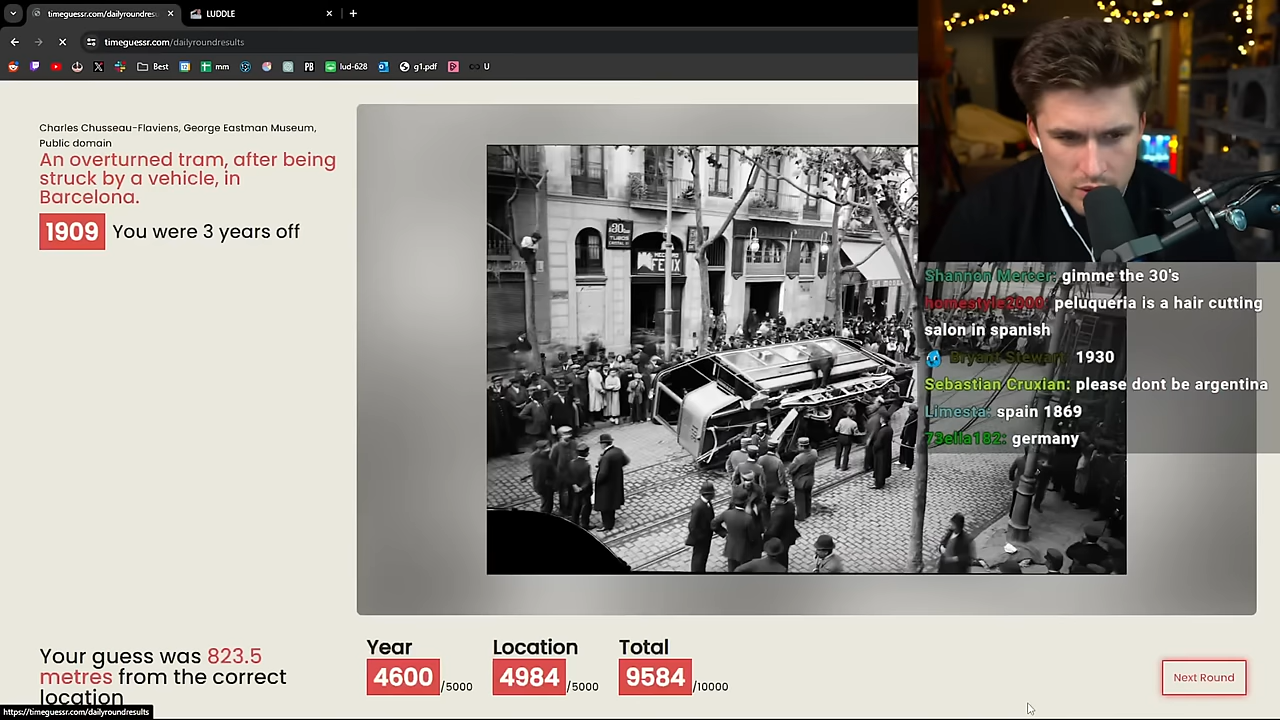 timeguessr.com/dailyroundresu
LUDDLE
timeguessr.com/dailyroundresults
Best
mm
lud-628
g1.pdf
U
Charles Chusseau-Flaviens, George Eastman Museum,
Public domain
An overturned tram, after being
struck by a vehicle, in
Barcelona.
1909 You were 3 years off
FELIX
Shannon Mercer: gimme the 30's
homestyle2000: peluqueria is a hair cutting
salon in spanish
Bryant Stewart: 1930
Sebastian Cruxian: please dont be argentina
Limesta: spain 1869
73ella182: germany
Your guess was 823.5
metres from the correct
location
Year Location Total
4600 /5000 4984 /5000 9584 /10000
Next Round
https://timeguessr.com/dailyroundresults